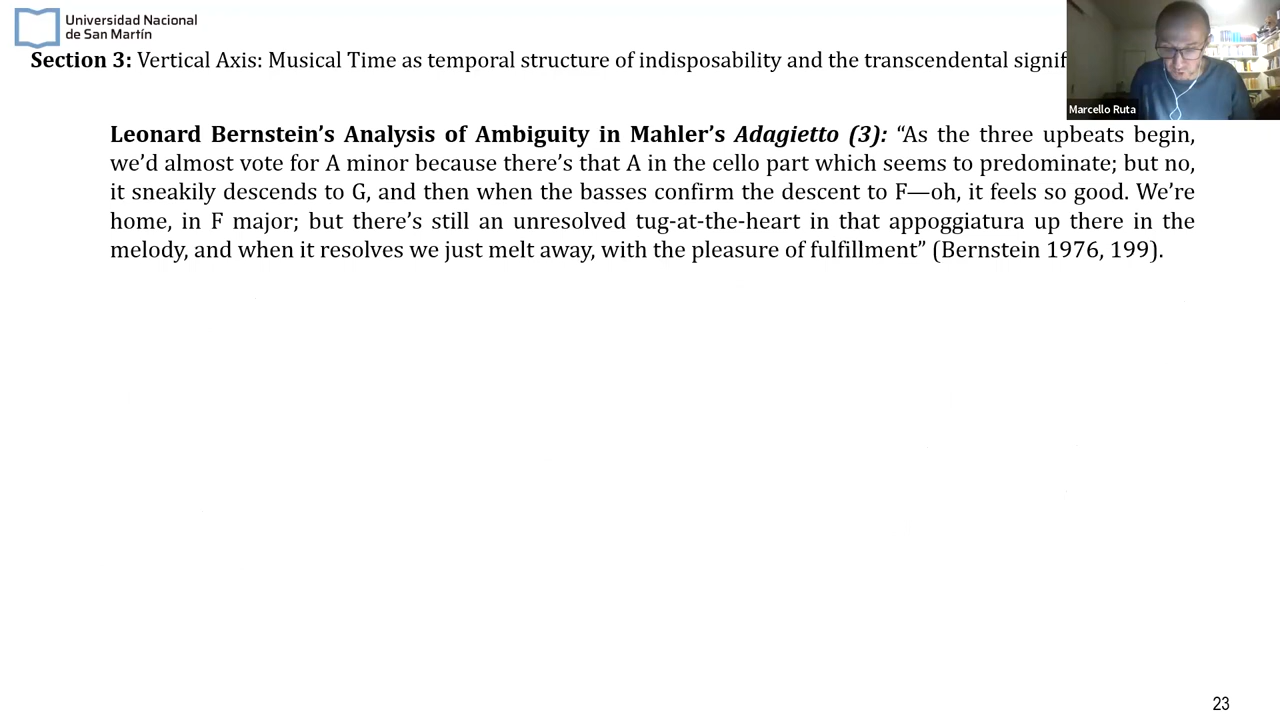 Universidad Nacional
de San Martín
Section 3: Vertical Axis: Musical Time as temporal structure of indisposability and the transcendental
Marcello Ruta
Leonard Bernstein’s Analysis of Ambiguity in Mahler’s Adagietto (3): “As the three upbeats begin,
we’d almost vote for A minor because there’s that A in the cello part which seems to predominate; but no,
it sneakily descends to G, and then when the basses confirm the descent to F—oh, it feels so good. We’re
home, in F major; but there’s still an unresolved tug-at-the-heart in that appoggiatura up there in the
melody, and when it resolves we just melt away, with the pleasure of fulfillment” (Bernstein 1976, 199).
23